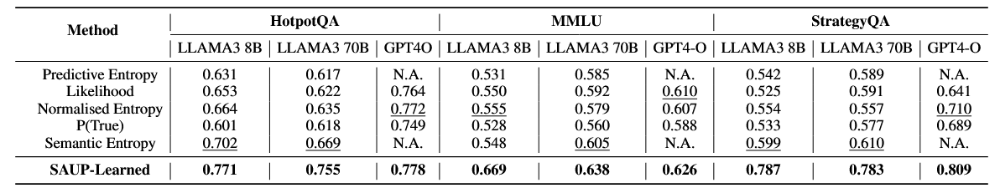 Method HotpotQA MMLU StrategyQA
LLAMA3 8B LLAMA3 70B GPT4O LLAMA3 8B LLAMA3 70B GPT4-O LLAMA3 8B LLAMA3 70B GPT4-O
Predictive Entropy 0.631 0.617 N.A. 0.531 0.585 N.A. 0.542 0.589 N.A.
Likelihood 0.653 0.622 0.764 0.550 0.592 0.610 0.525 0.591 0.641
Normalised Entropy 0.664 0.635 0.772 0.555 0.579 0.607 0.554 0.557 0.710
P(True) 0.601 0.618 0.749 0.528 0.560 0.588 0.533 0.577 0.689
Semantic Entropy 0.702 0.669 N.A. 0.548 0.605 N.A. 0.599 0.610 N.A.
SAUP-Learned 0.771 0.755 0.778 0.669 0.638 0.626 0.787 0.783 0.809